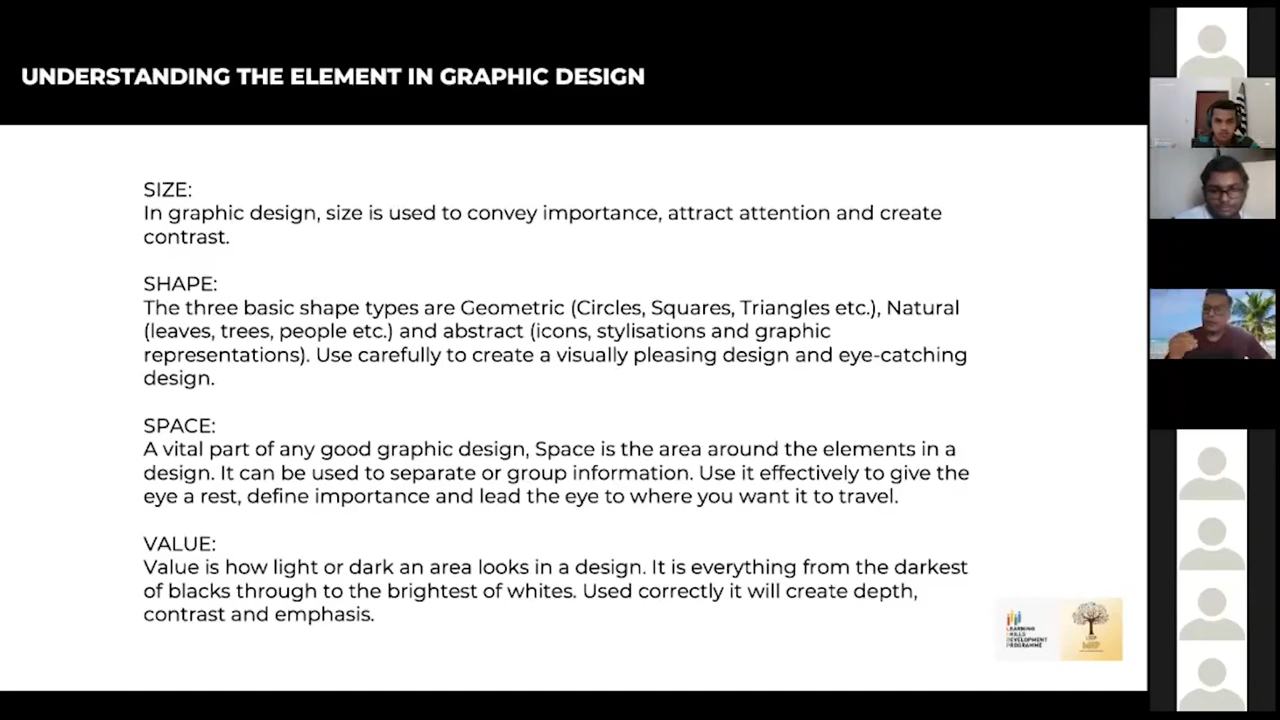 UNDERSTANDING THE ELEMENT IN GRAPHIC DESIGN
SIZE:
In graphic design, size is used to convey importance, attract attention and create
contrast.
SHAPE:
The three basic shape types are Geometric (Circles, Squares, Triangles etc.), Natural
(leaves, trees, people etc.) and abstract (icons, stylisations and graphic
representations). Use carefully to create a visually pleasing design and eye-catching
design.
SPACE:
A vital part of any good graphic design, Space is the area around the elements in a
design. It can be used to separate or group information. Use it effectively to give the
eye a rest, define importance and lead the eye to where you want it to travel.
VALUE:
Value is how light or dark an area looks in a design. It is everything from the darkest
of blacks through to the brightest of whites. Used correctly it will create depth,
contrast and emphasis.
LEARNING
SKILLS
DEVELOPMENT
PROGRAMME